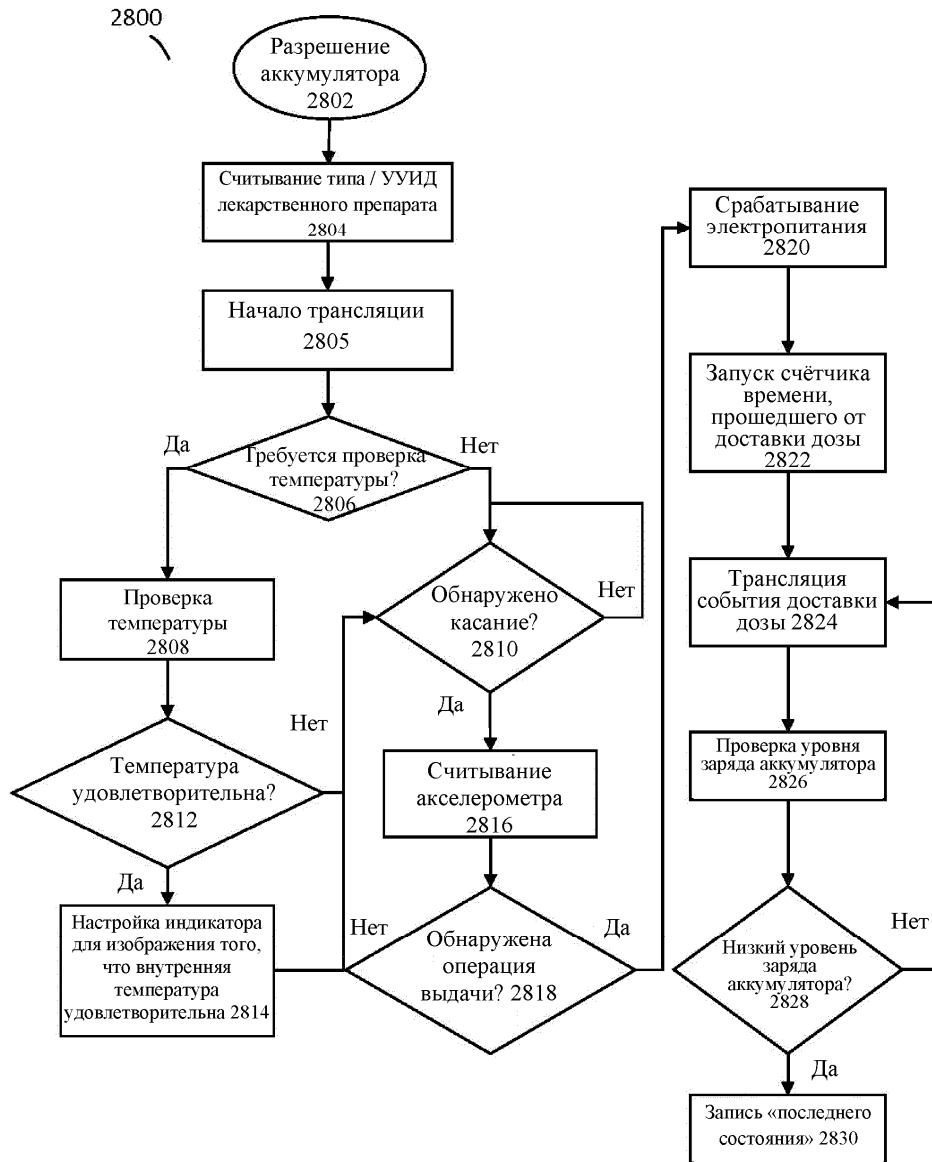 2800
Разрешение
аккумулятора
2802
Считывание типа / УУИД
лекарственного препарата
2804
Начало трансляции
2805
Да
Нет
Требуется проверка
температуры?
2806
Проверка
температуры
2808
Обнаружено
касание?
2810
Нет
Да
Нет
Температура
удовлетворительна?
2812
Да
Считывание
акселерометра
2816
Настройка индикатора
для изображения того,
что внутренняя
температура
удовлетворительна 2814
Нет
Обнаружена
операция
выдачи? 2818
Да
Срабатывание
электропитания
2820
Запуск счётчика
времени,
прошедшего от
доставки дозы
2822
Трансляция
события доставки
дозы 2824
Проверка уровня
заряда аккумулятора
2826
Низкий уровень
заряда
аккумулятора?
2828
Нет
Да
Запись «последнего
состояния» 2830